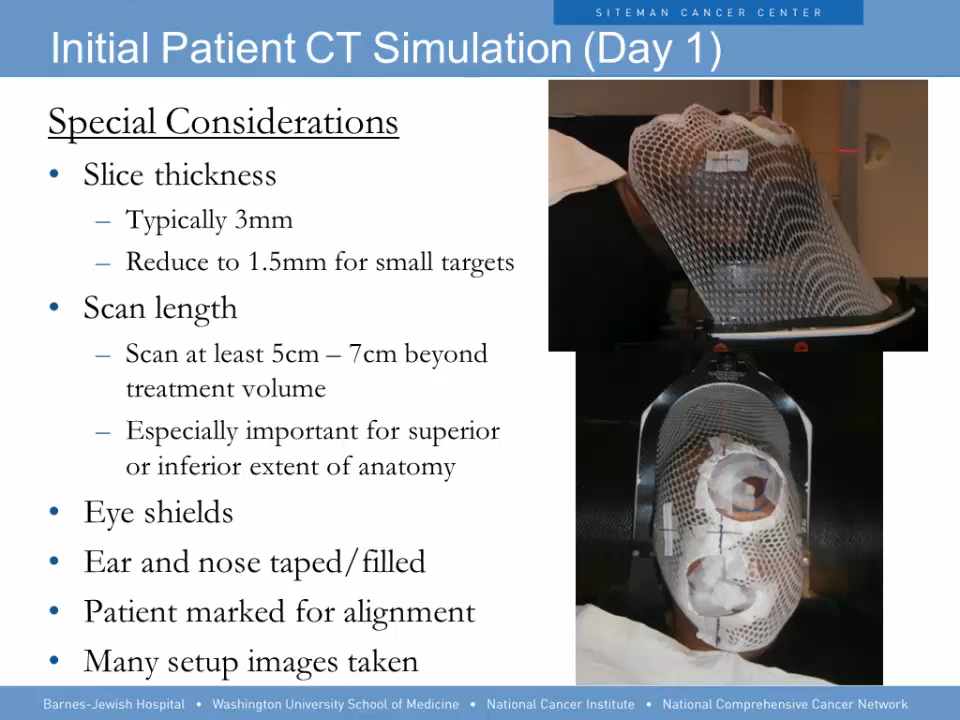 SITEMAN CANCER CENTER
Initial Patient CT Simulation (Day 1)
Special Considerations
• Slice thickness
– Typically 3mm
– Reduce to 1.5mm for small targets
• Scan length
– Scan at least 5cm – 7cm beyond
treatment volume
– Especially important for superior
or inferior extent of anatomy
• Eye shields
• Ear and nose taped/filled
• Patient marked for alignment
• Many setup images taken
Barnes-Jewish Hospital • Washington University School of Medicine • National Cancer Institute • National Comprehensive Cancer Network